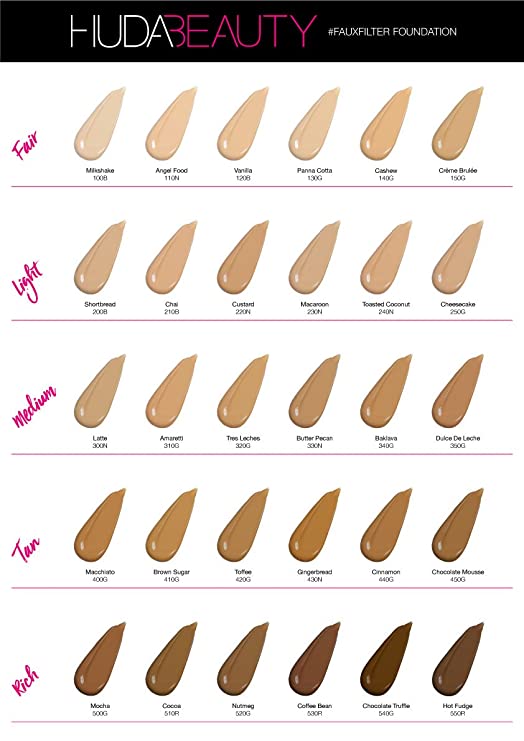 HUDABEAUTY #FAUXFILTER FOUNDATION
Fair
Milkshake Angel Food Vanilla Panna Cotta Cashew Crème Brulée
100B 110N 120B 130G 140G 150G
Light
Shortbread Chai Custard Macaroon Toasted Coconut Cheesecake
200B 210B 220N 230N 240N 250G
Medium
Latte Amaretti Tres Leches Butter Pecan Baklava Dulce De Leche
300N 310G 320G 330N 340G 350G
Tan
Macchiato Brown Sugar Toffee Gingerbread Cinnamon Chocolate Mousse
400G 410G 420G 430N 440G 450G
Rich
Mocha Cocoa Nutmeg Coffee Bean Chocolate Truffle Hot Fudge
500G 510R 520G 530R 540G 550R